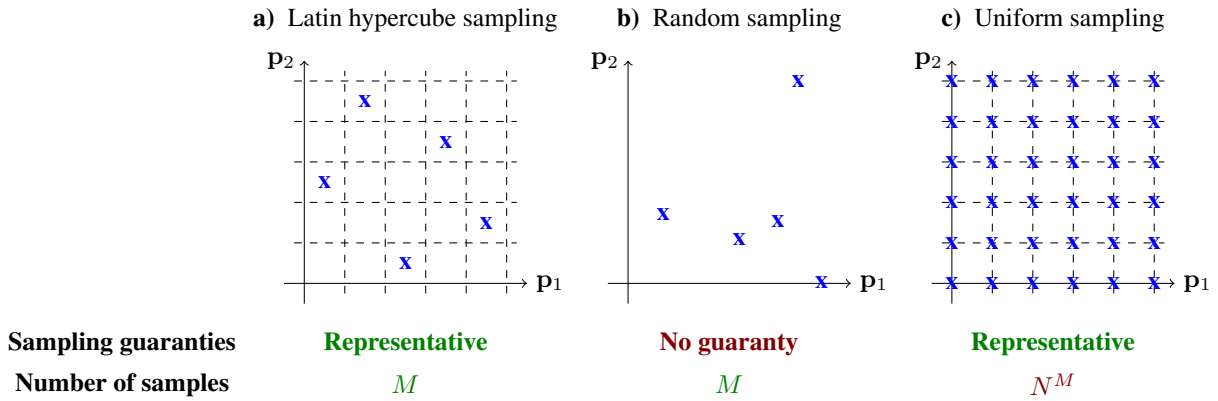 a) Latin hypercube sampling b) Random sampling c) Uniform sampling
p2 p2 p2
x x x x x x
x x x x x x x
x x x x x x x
x x x x x x x x x
x x x x x x x
x x x x x x x
p1 p1 p1
Sampling guaranties Representative No guaranty Representative
Number of samples M M N^M